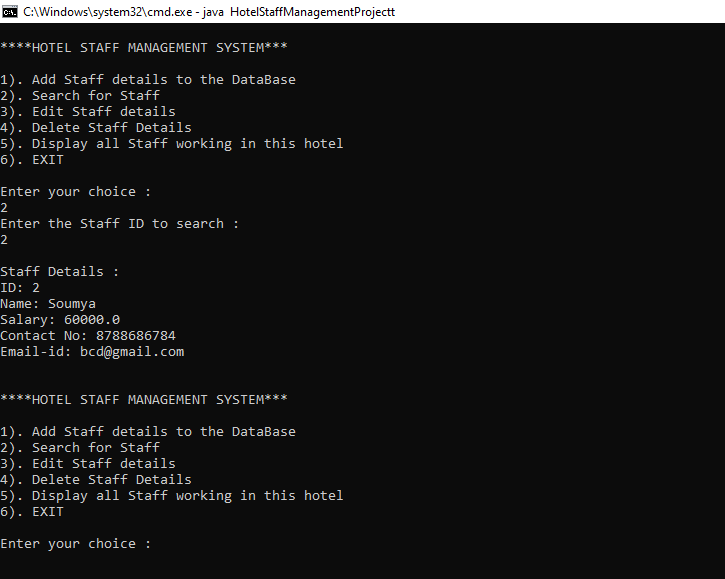 C:\Windows\system32\cmd.exe - java HotelStaffManagementProjectt
****HOTEL STAFF MANAGEMENT SYSTEM***
1). Add Staff details to the DataBase
2). Search for Staff
3). Edit Staff details
4). Delete Staff Details
5). Display all Staff working in this hotel
6). EXIT
Enter your choice :
2
Enter the Staff ID to search :
2
Staff Details :
ID: 2
Name: Soumya
Salary: 60000.0
Contact No: 8788686784
Email-id: bcd@gmail.com
****HOTEL STAFF MANAGEMENT SYSTEM***
1). Add Staff details to the DataBase
2). Search for Staff
3). Edit Staff details
4). Delete Staff Details
5). Display all Staff working in this hotel
6). EXIT
Enter your choice :